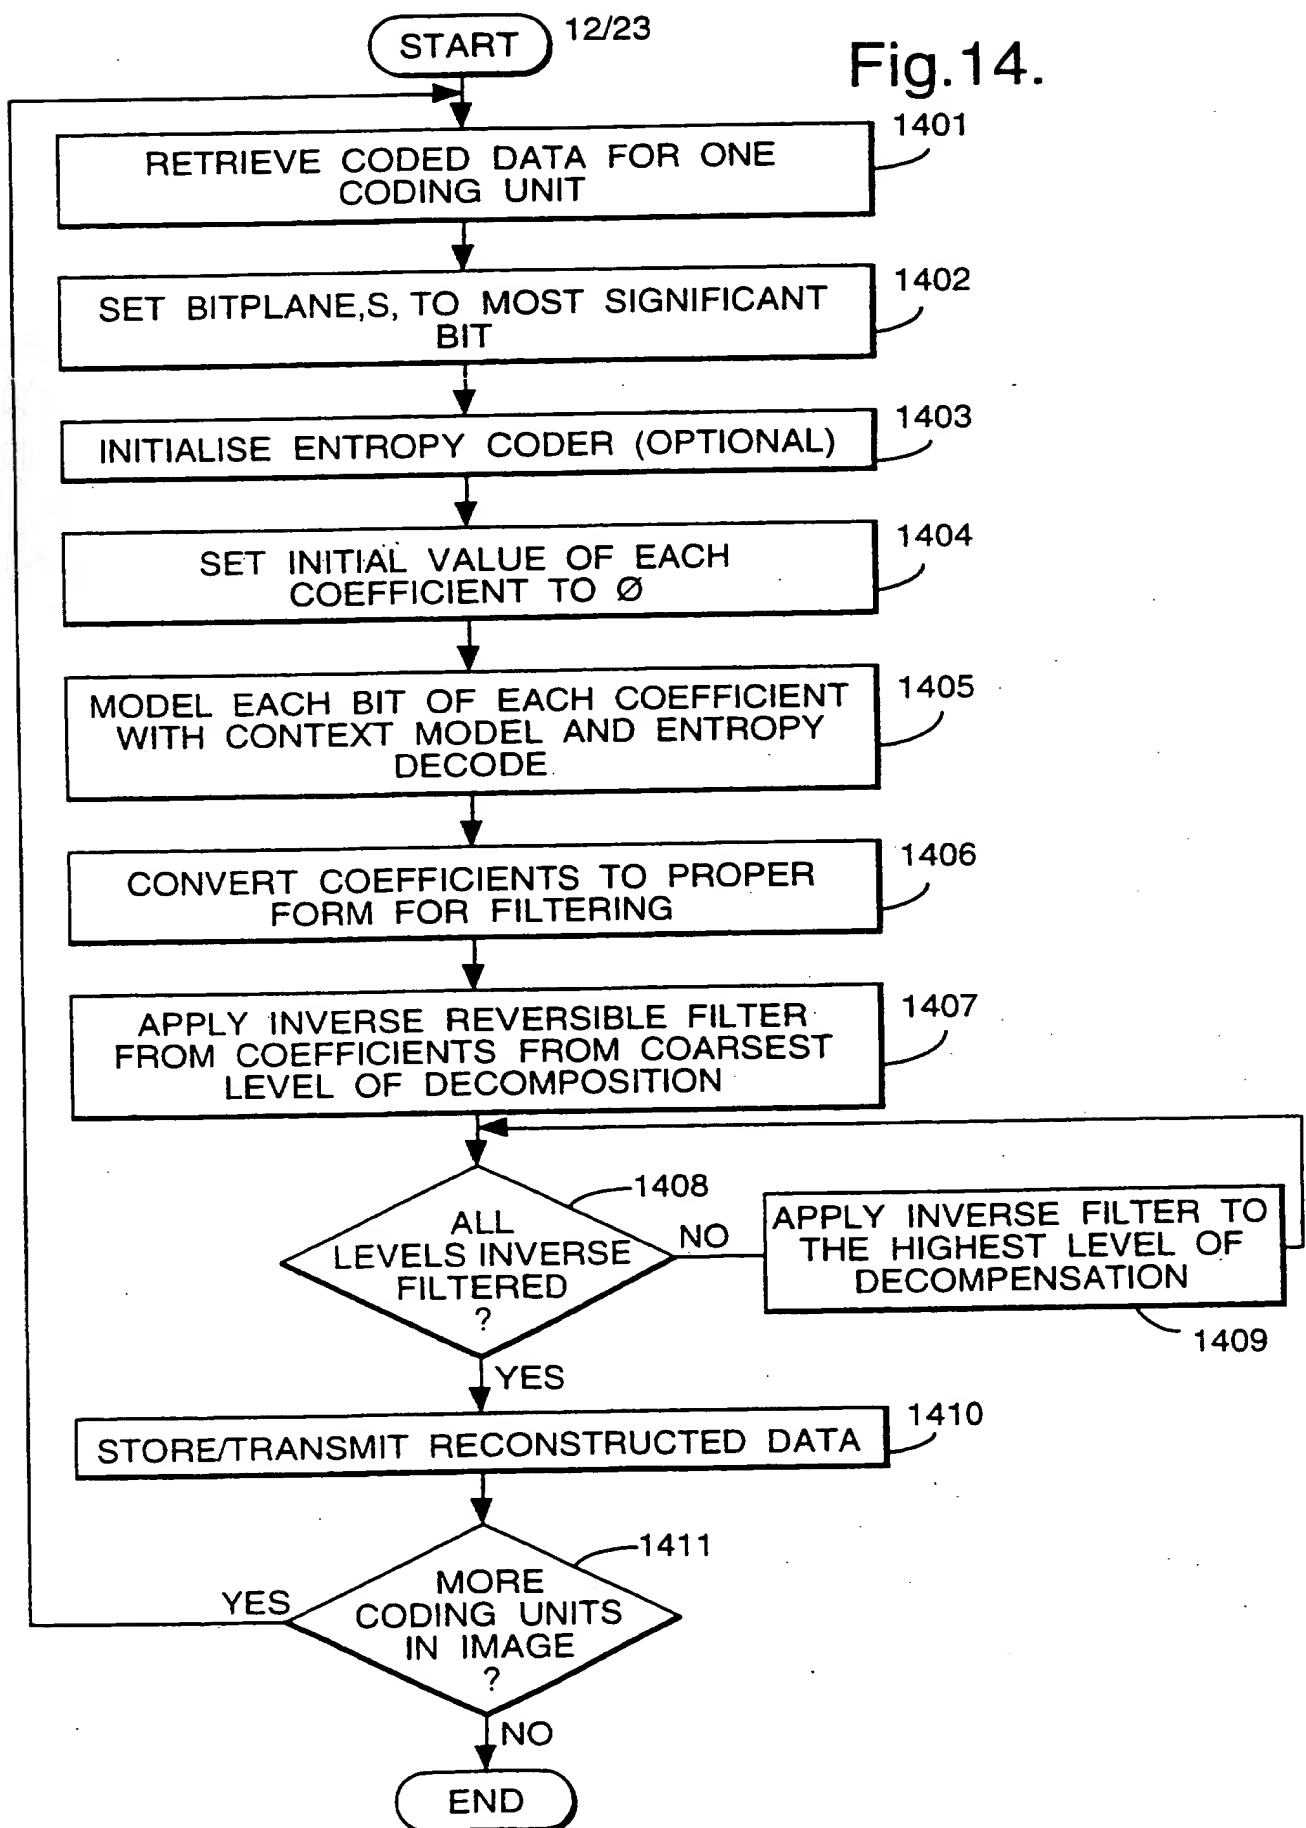 START
12/23
Fig.14.
1401
RETRIEVE CODED DATA FOR ONE
CODING UNIT
1402
SET BITPLANE,S, TO MOST SIGNIFICANT
BIT
1403
INITIALISE ENTROPY CODER (OPTIONAL)
1404
SET INITIAL VALUE OF EACH
COEFFICIENT TO Ø
1405
MODEL EACH BIT OF EACH COEFFICIENT
WITH CONTEXT MODEL AND ENTROPY
DECODE
1406
CONVERT COEFFICIENTS TO PROPER
FORM FOR FILTERING
1407
APPLY INVERSE REVERSIBLE FILTER
FROM COEFFICIENTS FROM COARSEST
LEVEL OF DECOMPOSITION
1408
ALL
LEVELS INVERSE
FILTERED
?
NO
APPLY INVERSE FILTER TO
THE HIGHEST LEVEL OF
DECOMPENSATION
1409
YES
1410
STORE/TRANSMIT RECONSTRUCTED DATA
1411
MORE
CODING UNITS
IN IMAGE
?
YES
NO
END